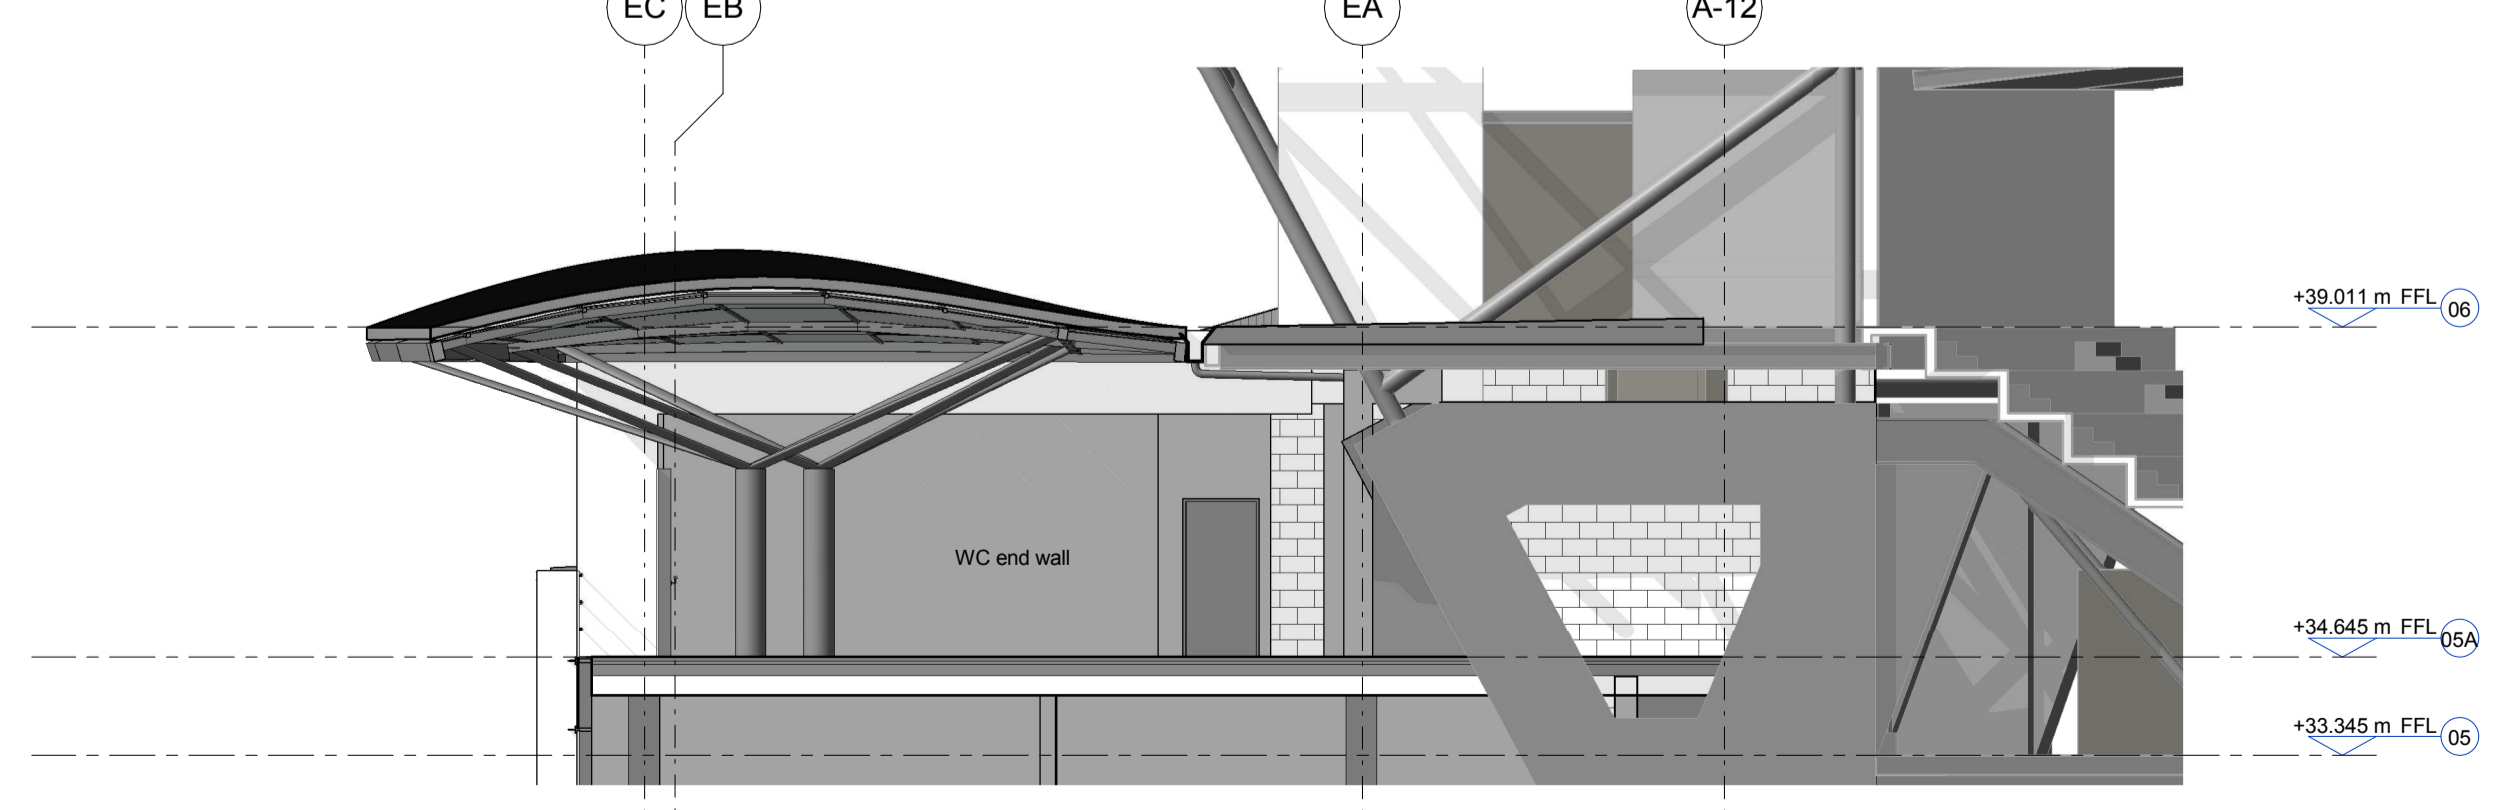 EC EB EA A-12
+39.011 m FFL 06
WC end wall
+34.645 m FFL 05A
+33.345 m FFL 05